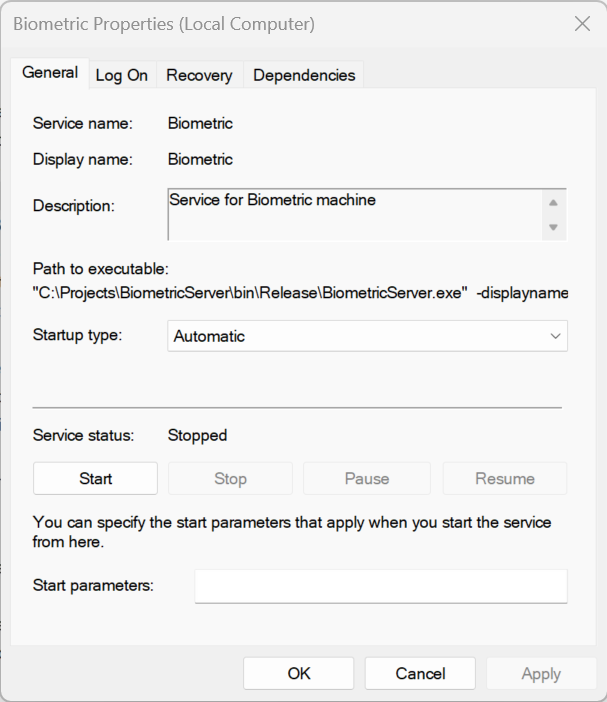 Biometric Properties (Local Computer)
General Log On Recovery Dependencies
Service name: Biometric
Display name: Biometric
Description: Service for Biometric machine
Path to executable:
"C:\Projects\BiometricServer\bin\Release\BiometricServer.exe"  -displayname
Startup type: Automatic
Service status: Stopped
Start Stop Pause Resume
You can specify the start parameters that apply when you start the service
from here.
Start parameters:
OK Cancel Apply